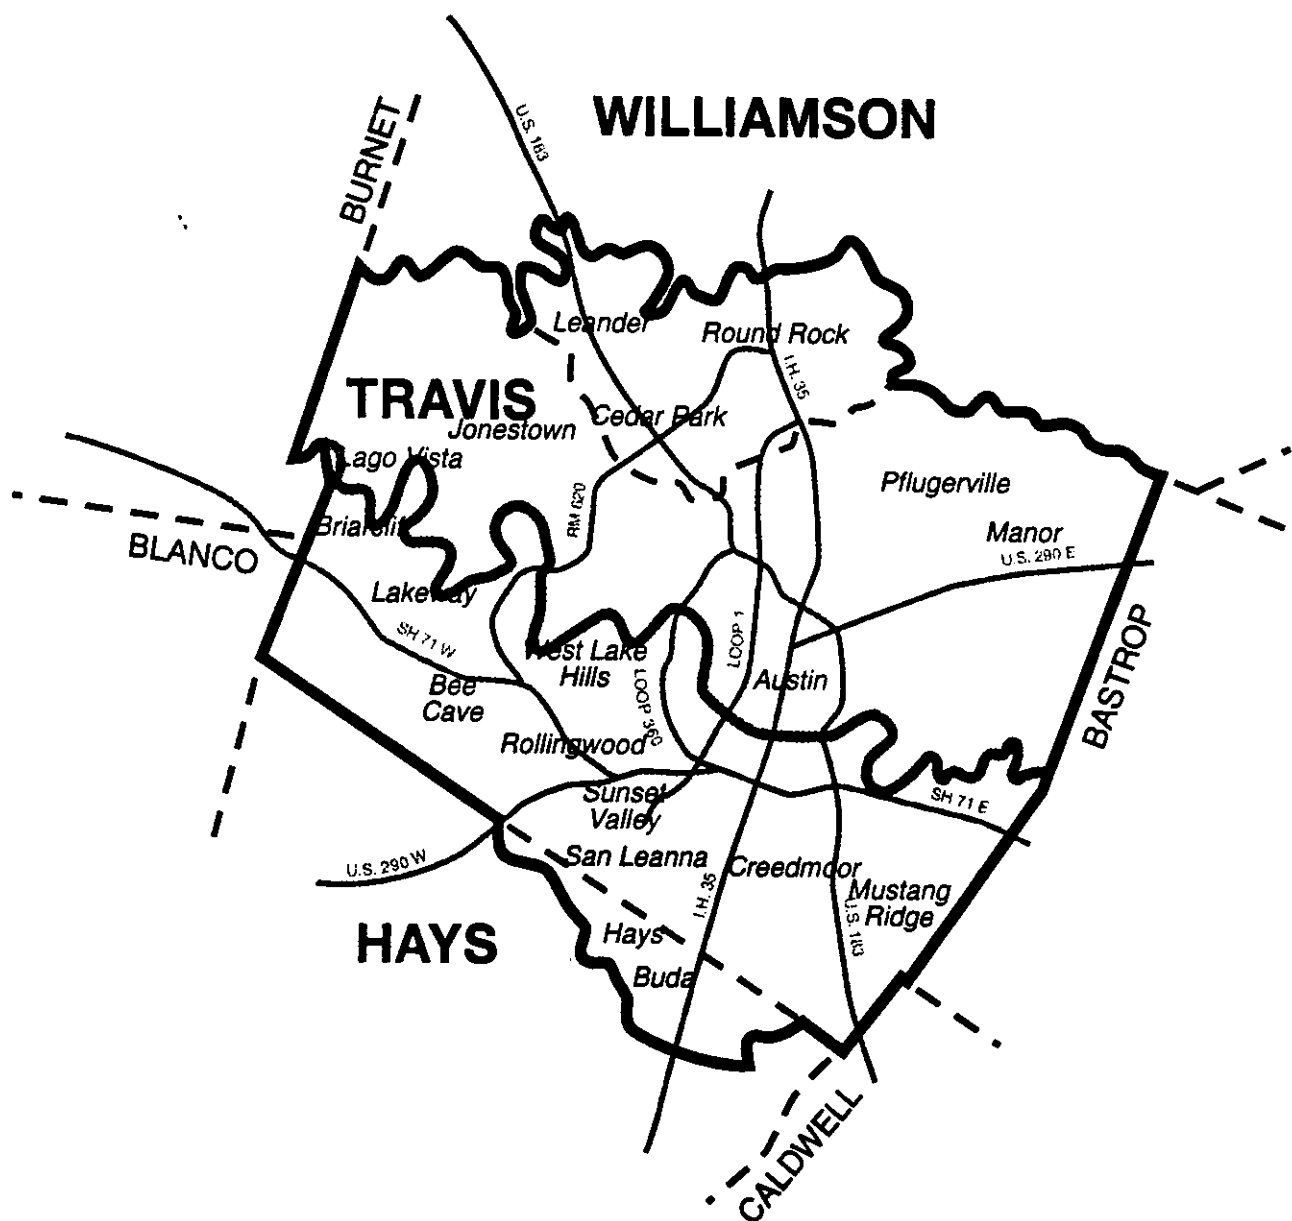 WILLIAMSON
BURNET
U.S. 183
Leander
Round Rock
I.H. 35
TRAVIS
Cedar Park
Jonestown
Lago Vista
Pflugerville
RM 620
Manor
U.S. 290 E
BLANCO
Lakeway
SH 71 W
LOOP 1
West Lake
Hills
LOOP 360
Austin
Bee
Cave
BASTROP
Rollingwood
Sunset
Valley
SH 71 E
U.S. 290 W
San Leanna
Creedmoor
Mustang
Ridge
I.H. 35
U.S. 183
HAYS
Hays
Buda
CALDWELL